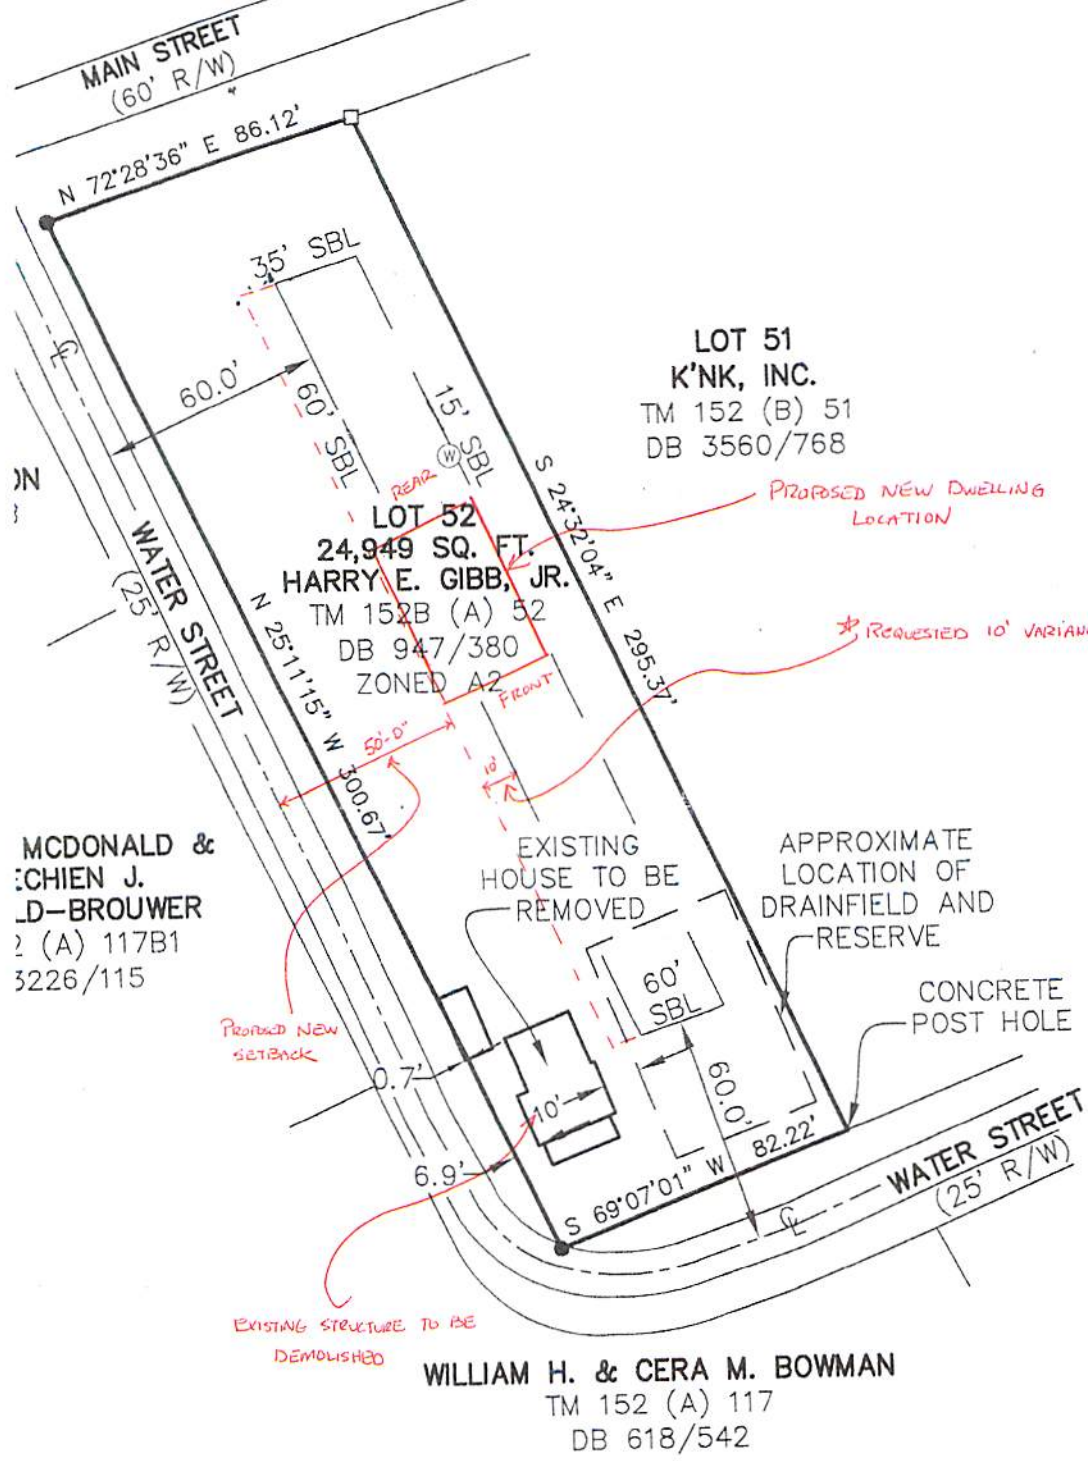 MAIN STREET
(60' R/W)
N 72°28'36" E 86.12'
35' SBL
60.0'
60' SBL
15' SBL
W
LOT 51
K'NK, INC.
TM 152 (B) 51
DB 3560/768
S 24°32'04" E 295.37'
PROPOSED NEW DWELLING
LOCATION
REAR
LOT 52
24,949 SQ. FT.
HARRY E. GIBB, JR.
TM 152B (A) 52
DB 947/380
ZONED A2
FRONT
REQUESTED 10' VARIAN
WATER STREET
(25' R/W)
N 25°11'15" W 300.67'
50'-0"
10'
MCDONALD &
ECHIEN J.
LD-BROUWER
2 (A) 117B1
3226/115
EXISTING
HOUSE TO BE
REMOVED
APPROXIMATE
LOCATION OF
DRAINFIELD AND
RESERVE
60'
SBL
CONCRETE
POST HOLE
PROPOSED NEW
SETBACK
0.7'
10'
60.0'
6.9'
S 69°07'01" W 82.22'
WATER STREET
(25' R/W)
EXISTING STRUCTURE TO BE
DEMOLISHED
WILLIAM H. & CERA M. BOWMAN
TM 152 (A) 117
DB 618/542